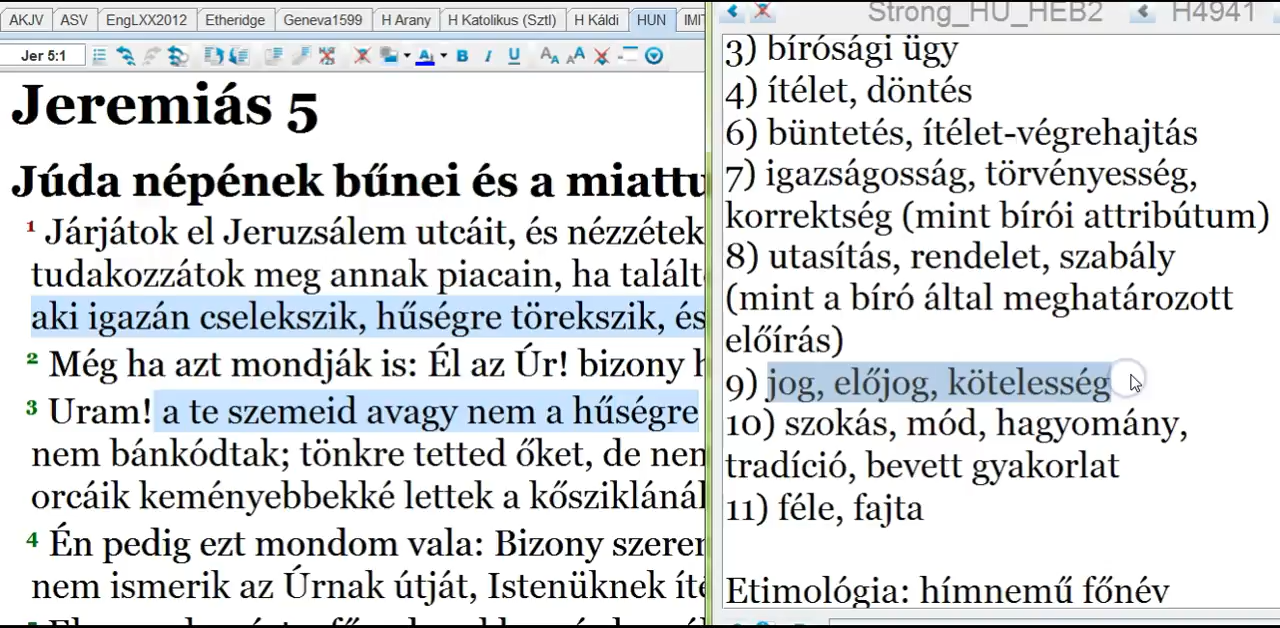 AKJV ASV EngLXX2012 Etheridge Geneva1599 H Arany H Katolikus (Sztl) H Káldi HUN
Jer 5:1
Jeremiás 5
Júda népének bűnei és a miattu
1 Járjátok el Jeruzsálem utcáit, és nézzétek
tudakozzátok meg annak piacain, ha talált
aki igazán cselekszik, hűségre törekszik, és
2 Még ha azt mondják is: Él az Úr! bizony h
3 Uram! a te szemeid avagy nem a hűségre
nem bánkódtak; tönkre tetted őket, de nem
orcáik keményebbekké lettek a kősziklánál
4 Én pedig ezt mondom vala: Bizony szeren
nem ismerik az Úrnak útját, Istenüknek íté
Strong_HU_HEB2 H4941
3) bírósági ügy
4) ítélet, döntés
6) büntetés, ítélet-végrehajtás
7) igazságosság, törvényesség,
korrektség (mint bírói attribútum)
8) utasítás, rendelet, szabály
(mint a bíró által meghatározott
előírás)
9) jog, előjog, kötelesség
10) szokás, mód, hagyomány,
tradíció, bevett gyakorlat
11) féle, fajta
Etimológia: hímnemű főnév